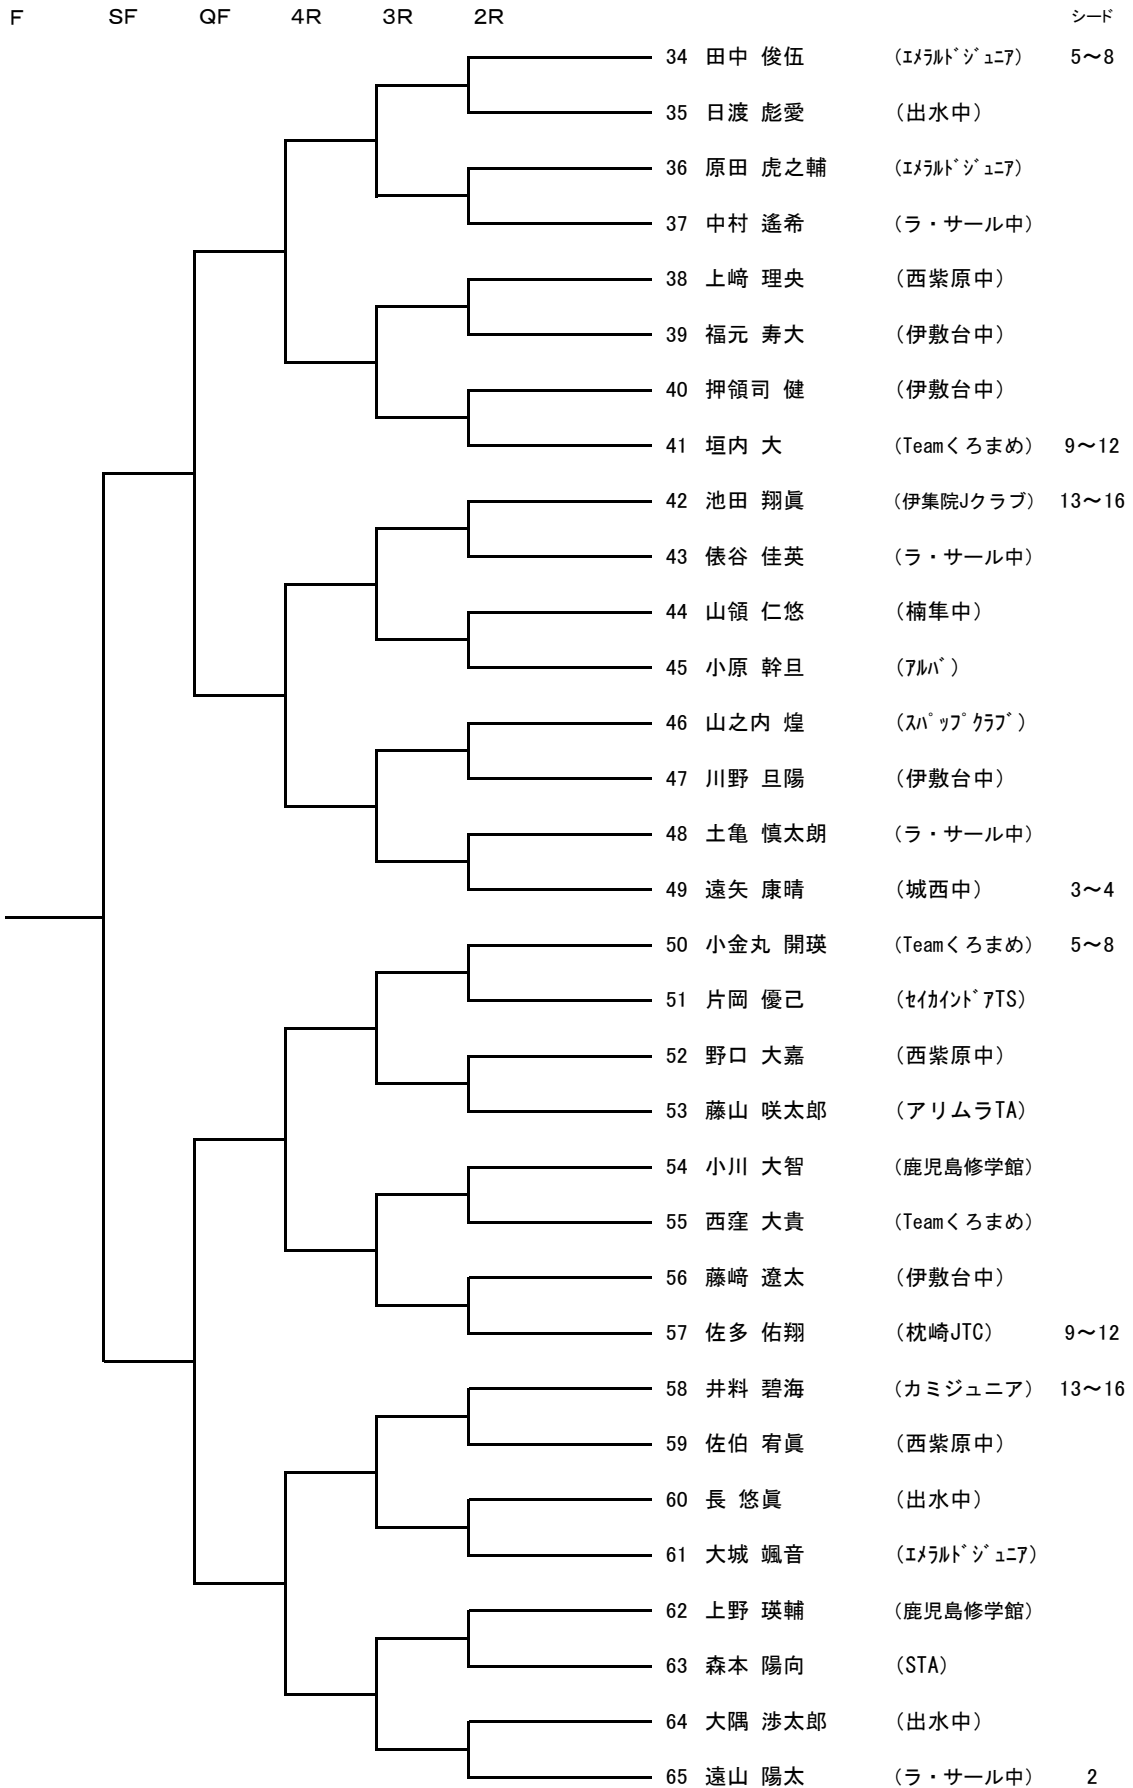 F SF QF 4R 3R 2R シード
34 田中 俊伍 (ｴﾒﾗﾙﾄﾞｼﾞｭﾆｱ) 5～8
35 日渡 彪愛 (出水中)
36 原田 虎之輔 (ｴﾒﾗﾙﾄﾞｼﾞｭﾆｱ)
37 中村 遙希 (ラ・サール中)
38 上﨑 理央 (西紫原中)
39 福元 寿大 (伊敷台中)
40 押領司 健 (伊敷台中)
41 垣内 大 (Teamくろまめ) 9～12
42 池田 翔眞 (伊集院Jクラブ) 13～16
43 俵谷 佳英 (ラ・サール中)
44 山領 仁悠 (楠隼中)
45 小原 幹旦 (ｱﾙﾊﾞ)
46 山之内 煌 (ｽﾊﾟｯﾌﾟｸﾗﾌﾞ)
47 川野 旦陽 (伊敷台中)
48 土亀 慎太朗 (ラ・サール中)
49 遠矢 康晴 (城西中) 3～4
50 小金丸 開瑛 (Teamくろまめ) 5～8
51 片岡 優己 (ｾｲｶｲﾝﾄﾞｱTS)
52 野口 大嘉 (西紫原中)
53 藤山 咲太郎 (アリムラTA)
54 小川 大智 (鹿児島修学館)
55 西窪 大貴 (Teamくろまめ)
56 藤﨑 遼太 (伊敷台中)
57 佐多 佑翔 (枕崎JTC) 9～12
58 井料 碧海 (カミジュニア) 13～16
59 佐伯 宥眞 (西紫原中)
60 長 悠眞 (出水中)
61 大城 颯音 (ｴﾒﾗﾙﾄﾞｼﾞｭﾆｱ)
62 上野 瑛輔 (鹿児島修学館)
63 森本 陽向 (STA)
64 大隅 渉太郎 (出水中)
65 遠山 陽太 (ラ・サール中) 2